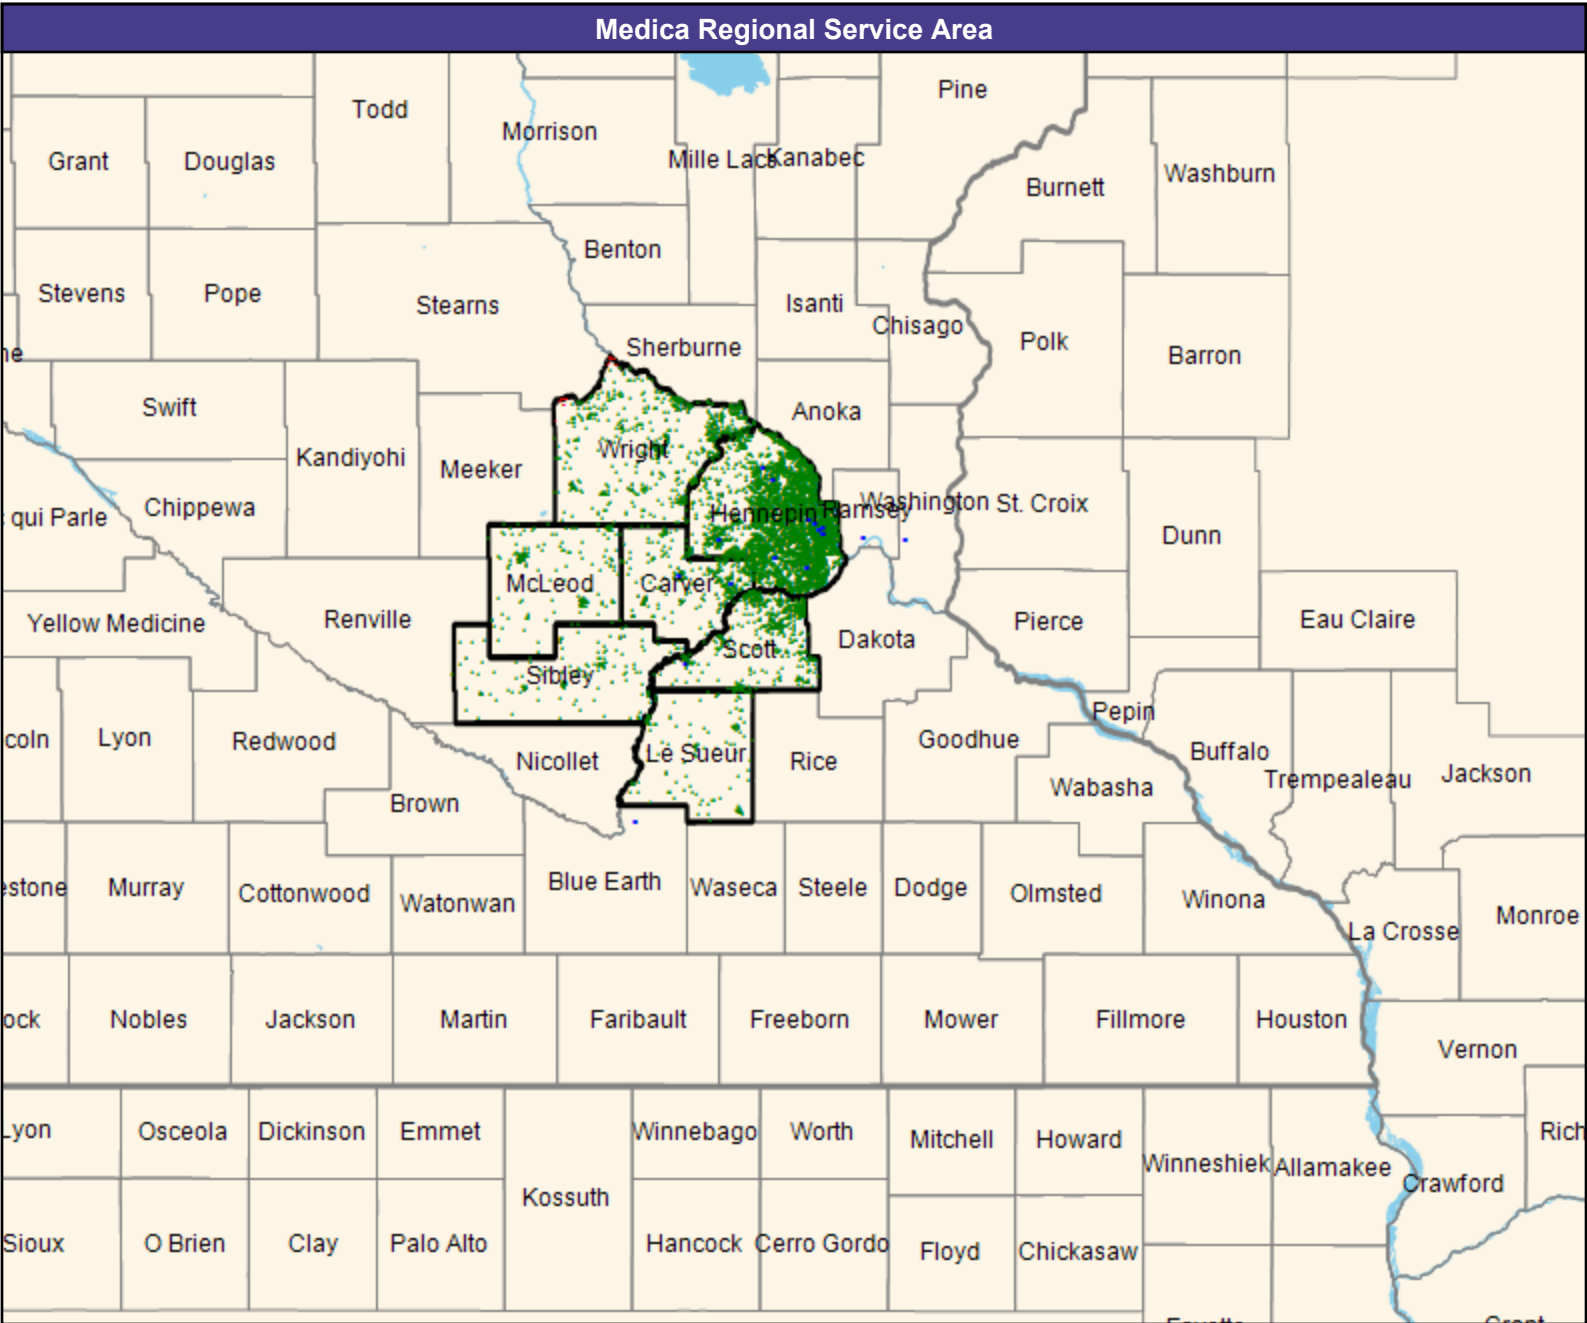 Medica Regional Service Area
Pine
Todd
Morrison
Grant
Douglas
Mille Lacs
Kanabec
Burnett
Washburn
Benton
Stevens
Pope
Stearns
Isanti
Chisago
Sherburne
Polk
Barron
ne
Swift
Anoka
Wright
Kandiyohi
Meeker
qui Parle
Chippewa
Hennepin
Ramsey
Washington
St. Croix
Dunn
McLeod
Carver
Yellow Medicine
Renville
Dakota
Pierce
Eau Claire
Scott
Sibley
Pepin
coln
Lyon
Redwood
Nicollet
Le Sueur
Rice
Goodhue
Buffalo
Trempealeau
Jackson
Wabasha
Brown
estone
Murray
Cottonwood
Watonwan
Blue Earth
Waseca
Steele
Dodge
Olmsted
Winona
La Crosse
Monroe
ock
Nobles
Jackson
Martin
Faribault
Freeborn
Mower
Fillmore
Houston
Vernon
Lyon
Osceola
Dickinson
Emmet
Winnebago
Worth
Mitchell
Howard
Rich
Winneshiek
Allamakee
Crawford
Kossuth
Sioux
O Brien
Clay
Palo Alto
Hancock
Cerro Gordo
Floyd
Chickasaw